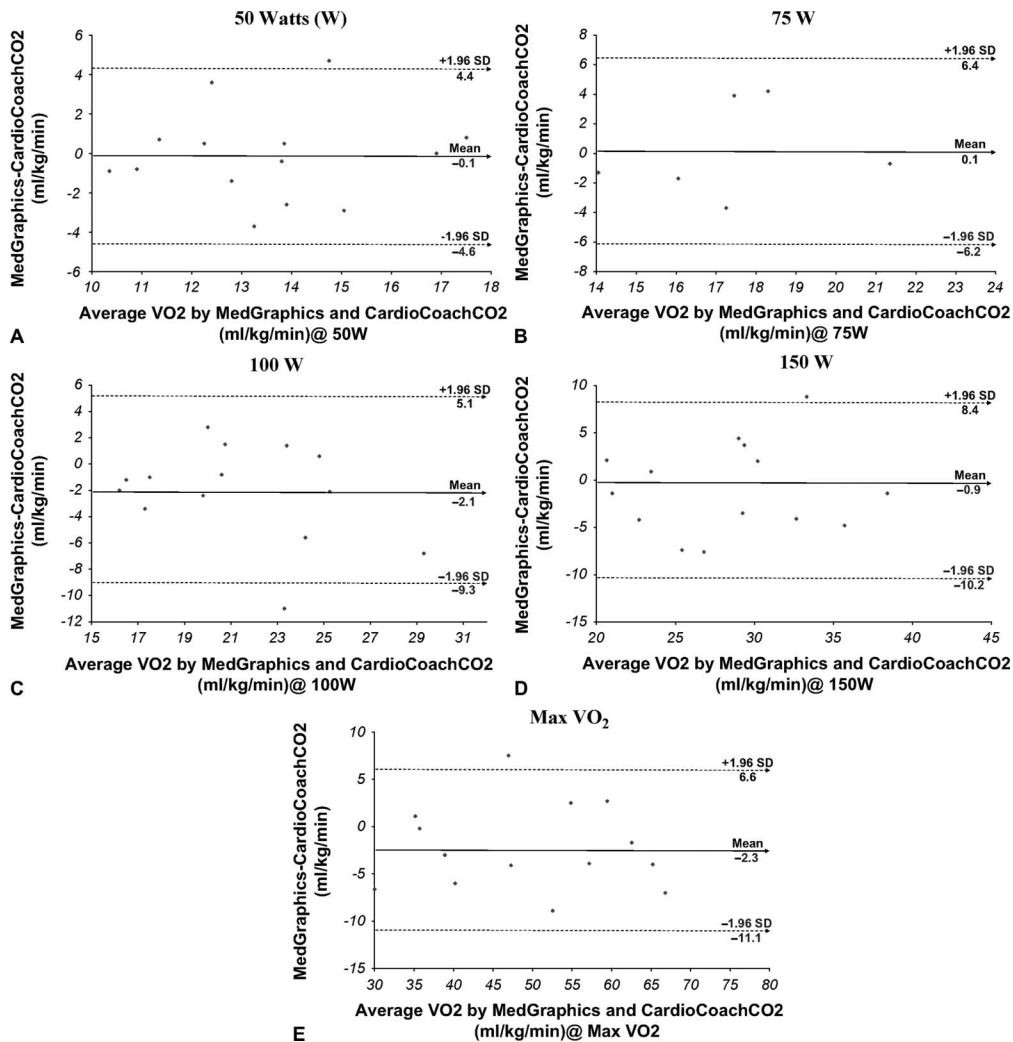 50 Watts (W)
MedGraphics-CardioCoachCO2
(ml/kg/min)
6
4
2
0
-2
-4
-6
+1.96 SD
4.4
Mean
−0.1
-1.96 SD
−4.6
10 11 12 13 14 15 16 17 18
Average VO2 by MedGraphics and CardioCoachCO2
(ml/kg/min)@ 50W
A
75 W
MedGraphics-CardioCoachCO2
(ml/kg/min)
8
6
4
2
0
-2
-4
-6
-8
+1.96 SD
6.4
Mean
0.1
−1.96 SD
−6.2
14 15 16 17 18 19 20 21 22 23 24
Average VO2 by MedGraphics and CardioCoachCO2
(ml/kg/min)@ 75W
B
100 W
MedGraphics-CardioCoachCO2
(ml/kg/min)
6
4
2
0
-2
-4
-6
-8
-10
-12
+1.96 SD
5.1
Mean
−2.1
−1.96 SD
−9.3
15 17 19 21 23 25 27 29 31
Average VO2 by MedGraphics and CardioCoachCO2
(ml/kg/min)@ 100W
C
150 W
MedGraphics-CardioCoachCO2
(ml/kg/min)
10
5
0
-5
-10
-15
+1.96 SD
8.4
Mean
−0.9
−1.96 SD
−10.2
20 25 30 35 40 45
Average VO2 by MedGraphics and CardioCoachCO2
(ml/kg/min)@ 150W
D
Max VO2
MedGraphics-CardioCoachCO2
(ml/kg/min)
10
5
0
-5
-10
-15
+1.96 SD
6.6
Mean
−2.3
−1.96 SD
−11.1
30 35 40 45 50 55 60 65 70 75 80
Average VO2 by MedGraphics and CardioCoachCO2
(ml/kg/min)@ Max VO2
E